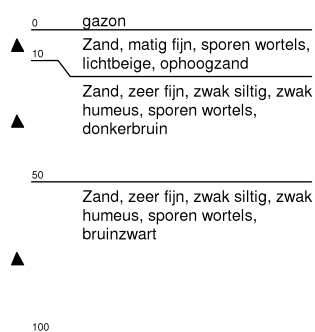 0 gazon
Zand, matig fijn, sporen wortels,
10
lichtbeige, ophoogzand
Zand, zeer fijn, zwak siltig, zwak
humeus, sporen wortels,
donkerbruin
50
Zand, zeer fijn, zwak siltig, zwak
humeus, sporen wortels,
bruinzwart
100